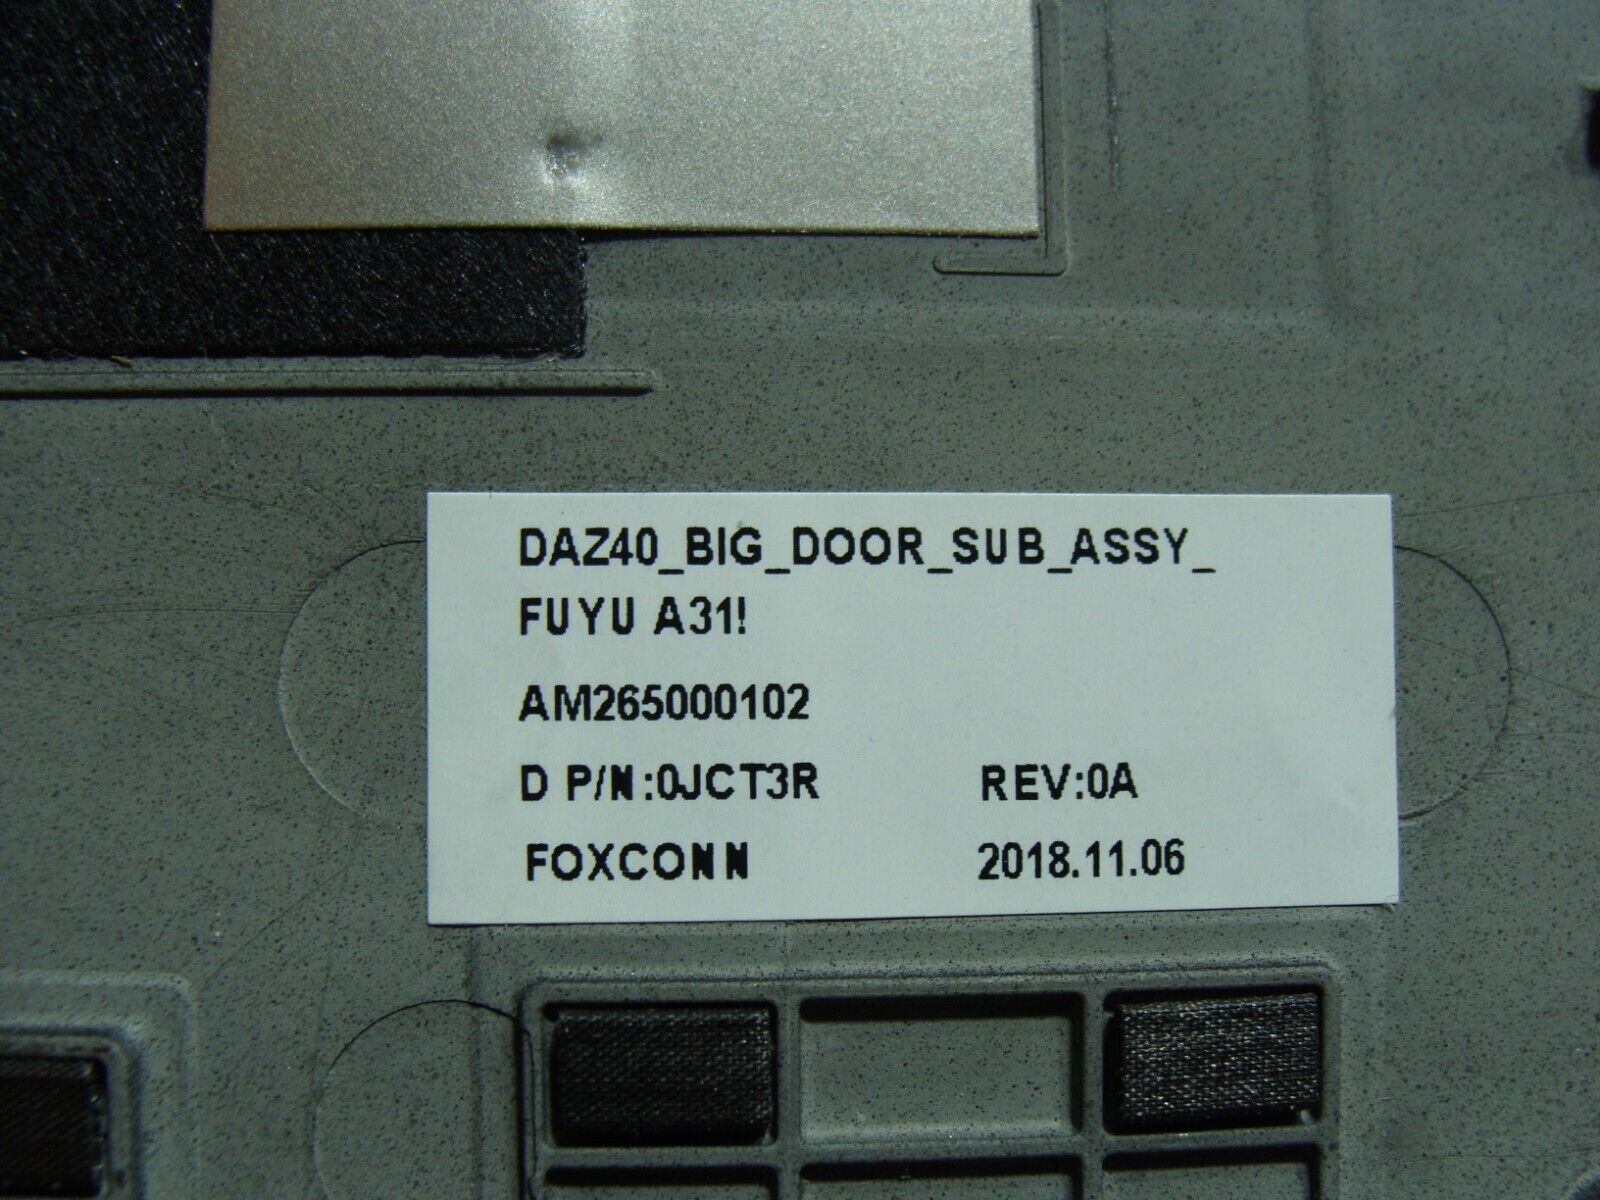 DAZ40_BIG_DOOR_SUB_ASSY_
FUYU A31!
AM265000102
D P/N:0JCT3R REV:0A
FOXCONN 2018.11.06